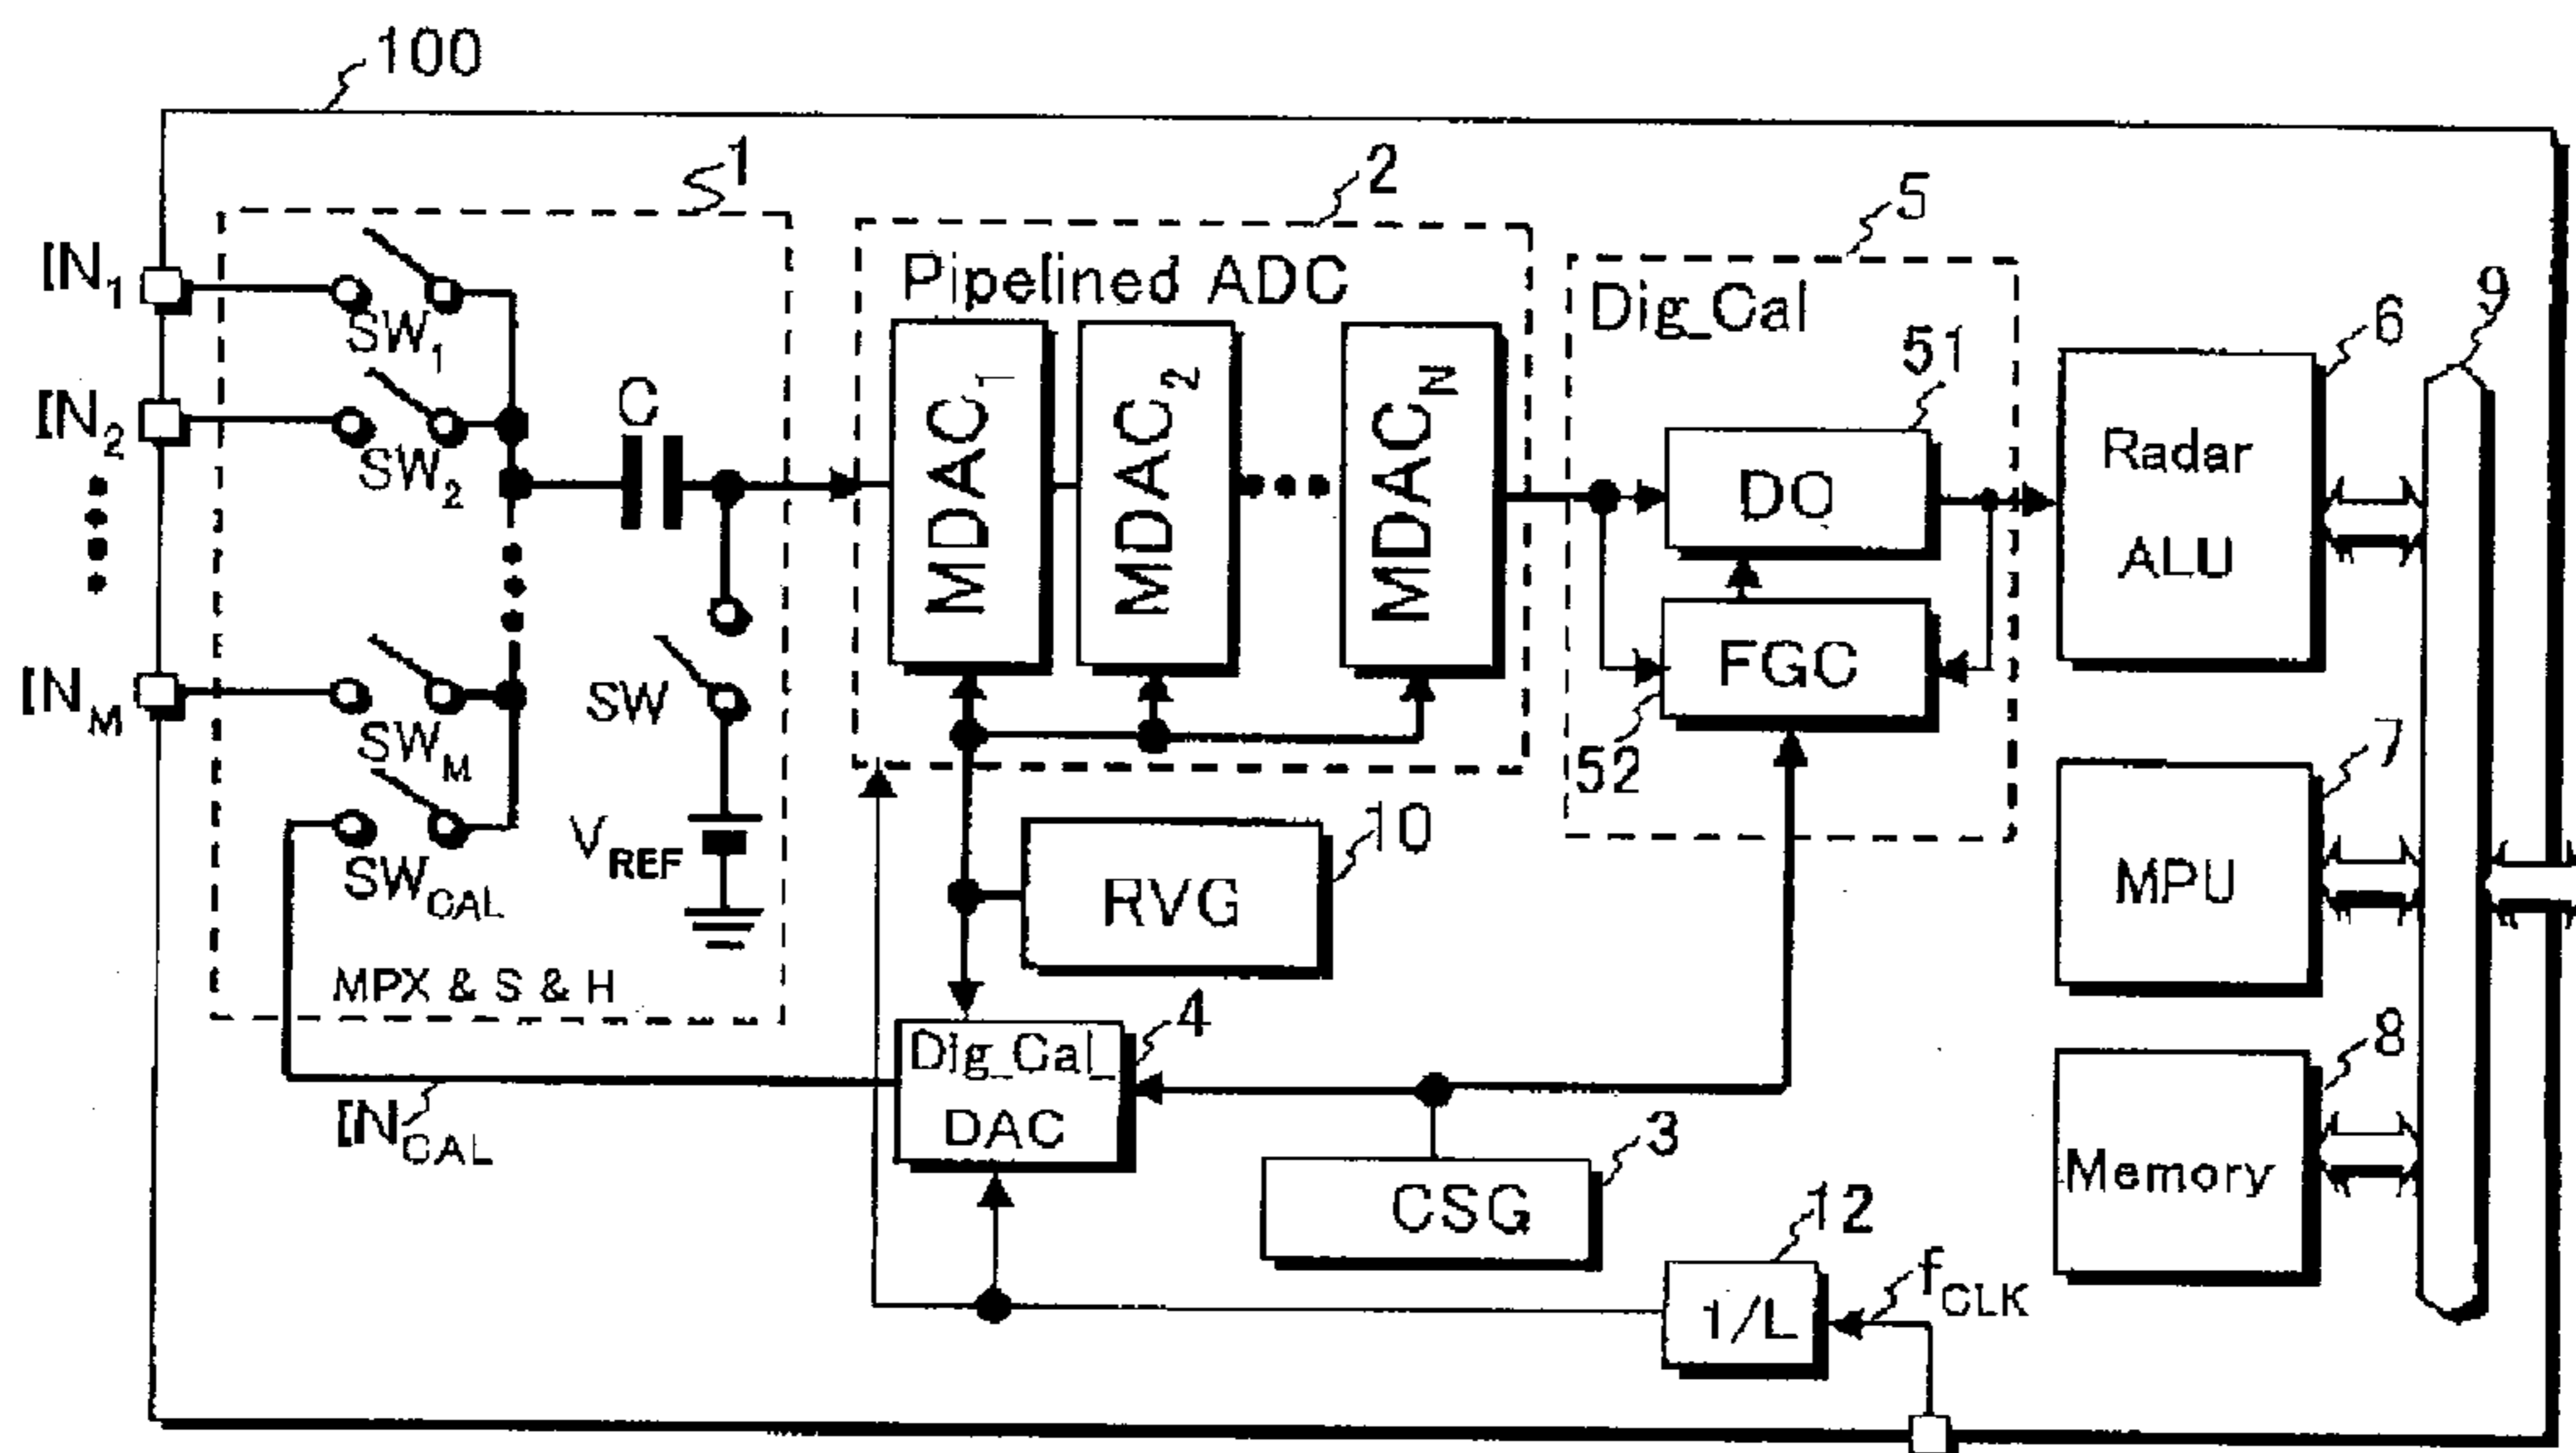 100
1
2
5
IN1
SW1
Pipelined ADC
Dig_Cal
9
6
MDAC1
MDAC2
MDACN
51
IN2
SW2
C
DO
Radar
ALU
FGC
52
INM
SWM
SW
7
SWCAL
VREF
10
RVG
MPU
MPX & S & H
4
Dig_Cal_
DAC
8
INCAL
3
CSG
Memory
12
1/L
fCLK